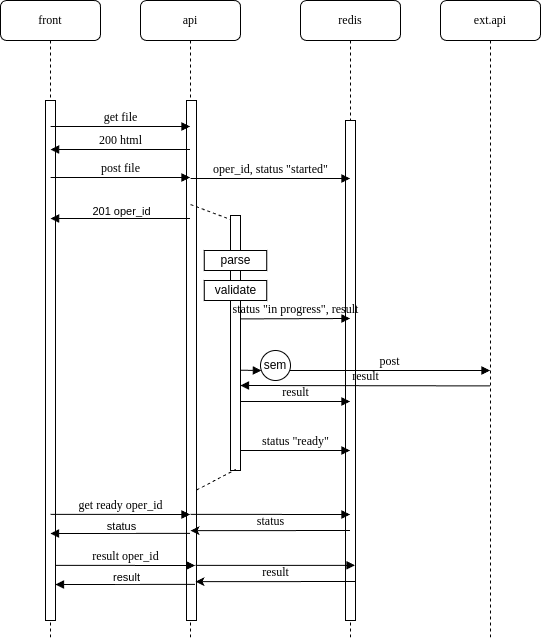 front
api
redis
ext.api
get file
200 html
post file
oper_id, status "started"
201 oper_id
parse
validate
status "in progress", result
sem
post
result
result
status "ready"
get ready oper_id
status
status
result oper_id
result
result